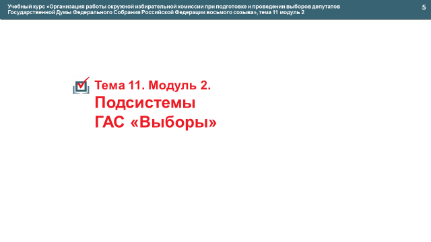 Учебный курс «Организация работы окружной избирательной комиссии при подготовке и проведении выборов депутатов
Государственной Думы Федерального Собрания Российской Федерации восьмого созыва», тема 11 модуль 2
5
Тема 11. Модуль 2.
Подсистемы
ГАС «Выборы»